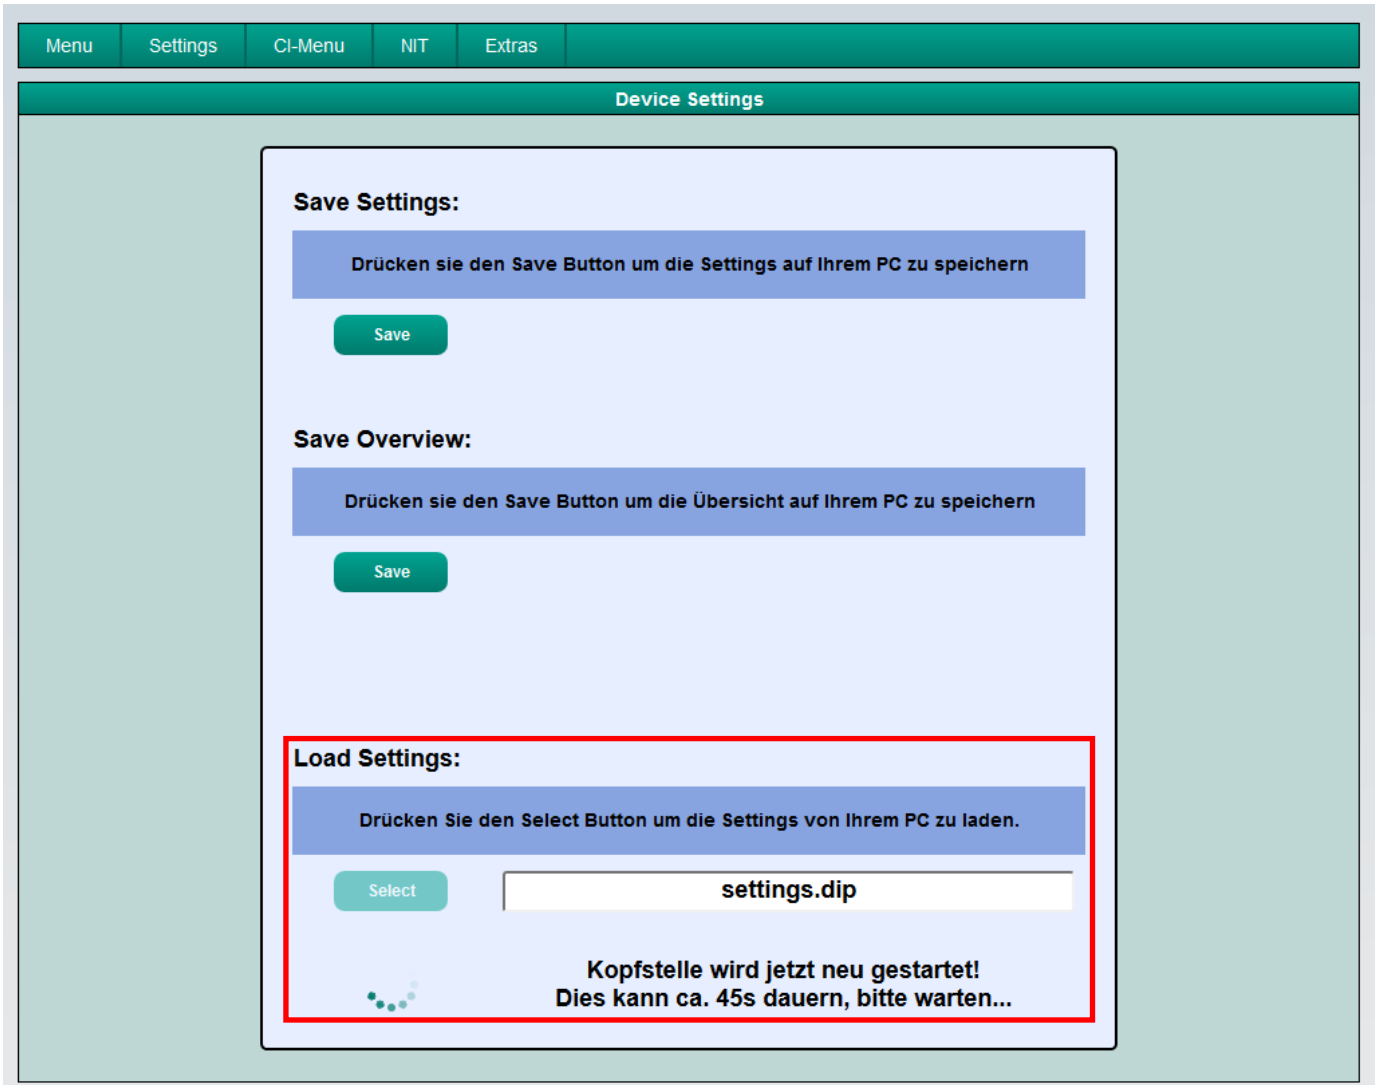 Menu Settings CI-Menu NIT Extras
Device Settings
Save Settings:
Drücken sie den Save Button um die Settings auf Ihrem PC zu speichern
Save
Save Overview:
Drücken sie den Save Button um die Übersicht auf Ihrem PC zu speichern
Save
Load Settings:
Drücken Sie den Select Button um die Settings von Ihrem PC zu laden.
Select settings.dip
Kopfstelle wird jetzt neu gestartet!
Dies kann ca. 45s dauern, bitte warten...